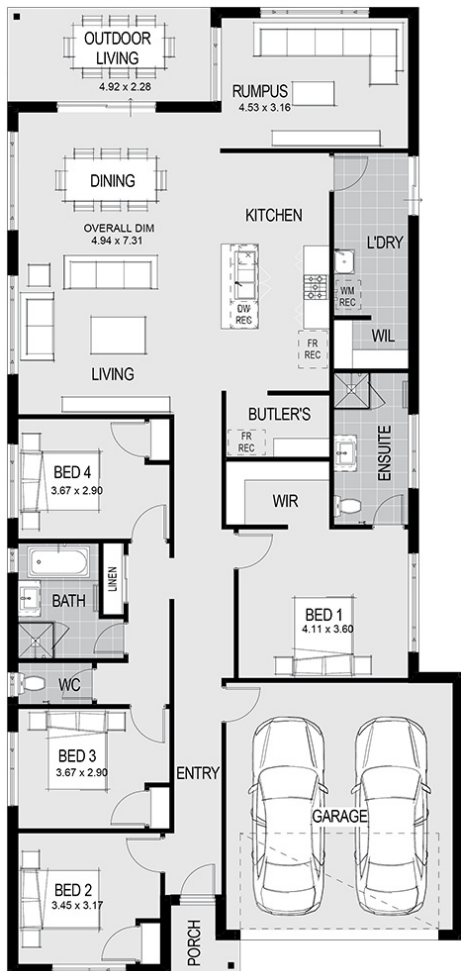 OUTDOOR
LIVING
4.92 x 2.28
RUMPUS
4.53 x 3.16
DINING
OVERALL DIM
4.94 x 7.31
KITCHEN
L'DRY
DW
REC
WM
REC
FR
REC
WIL
LIVING
BUTLER'S
FR
REC
ENSUITE
BED 4
3.67 x 2.90
WIR
LINEN
BATH
BED 1
4.11 x 3.60
WC
BED 3
3.67 x 2.90
ENTRY
GARAGE
BED 2
3.45 x 3.17
PORCH